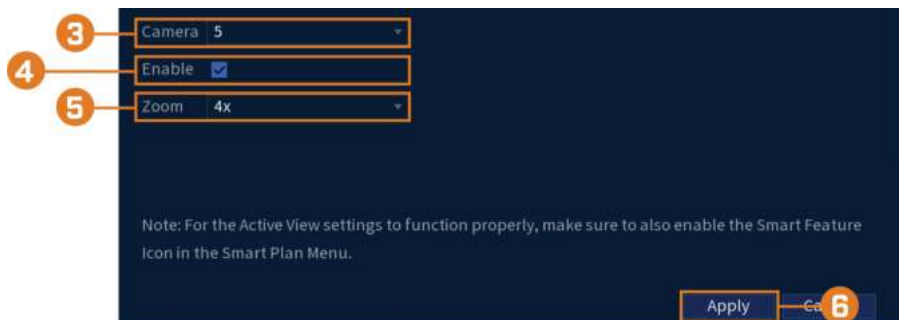 3 Camera 5
4 Enable
5 Zoom 4x
Note: For the Active View settings to function properly, make sure to also enable the Smart Feature
Icon in the Smart Plan Menu.
Apply 6